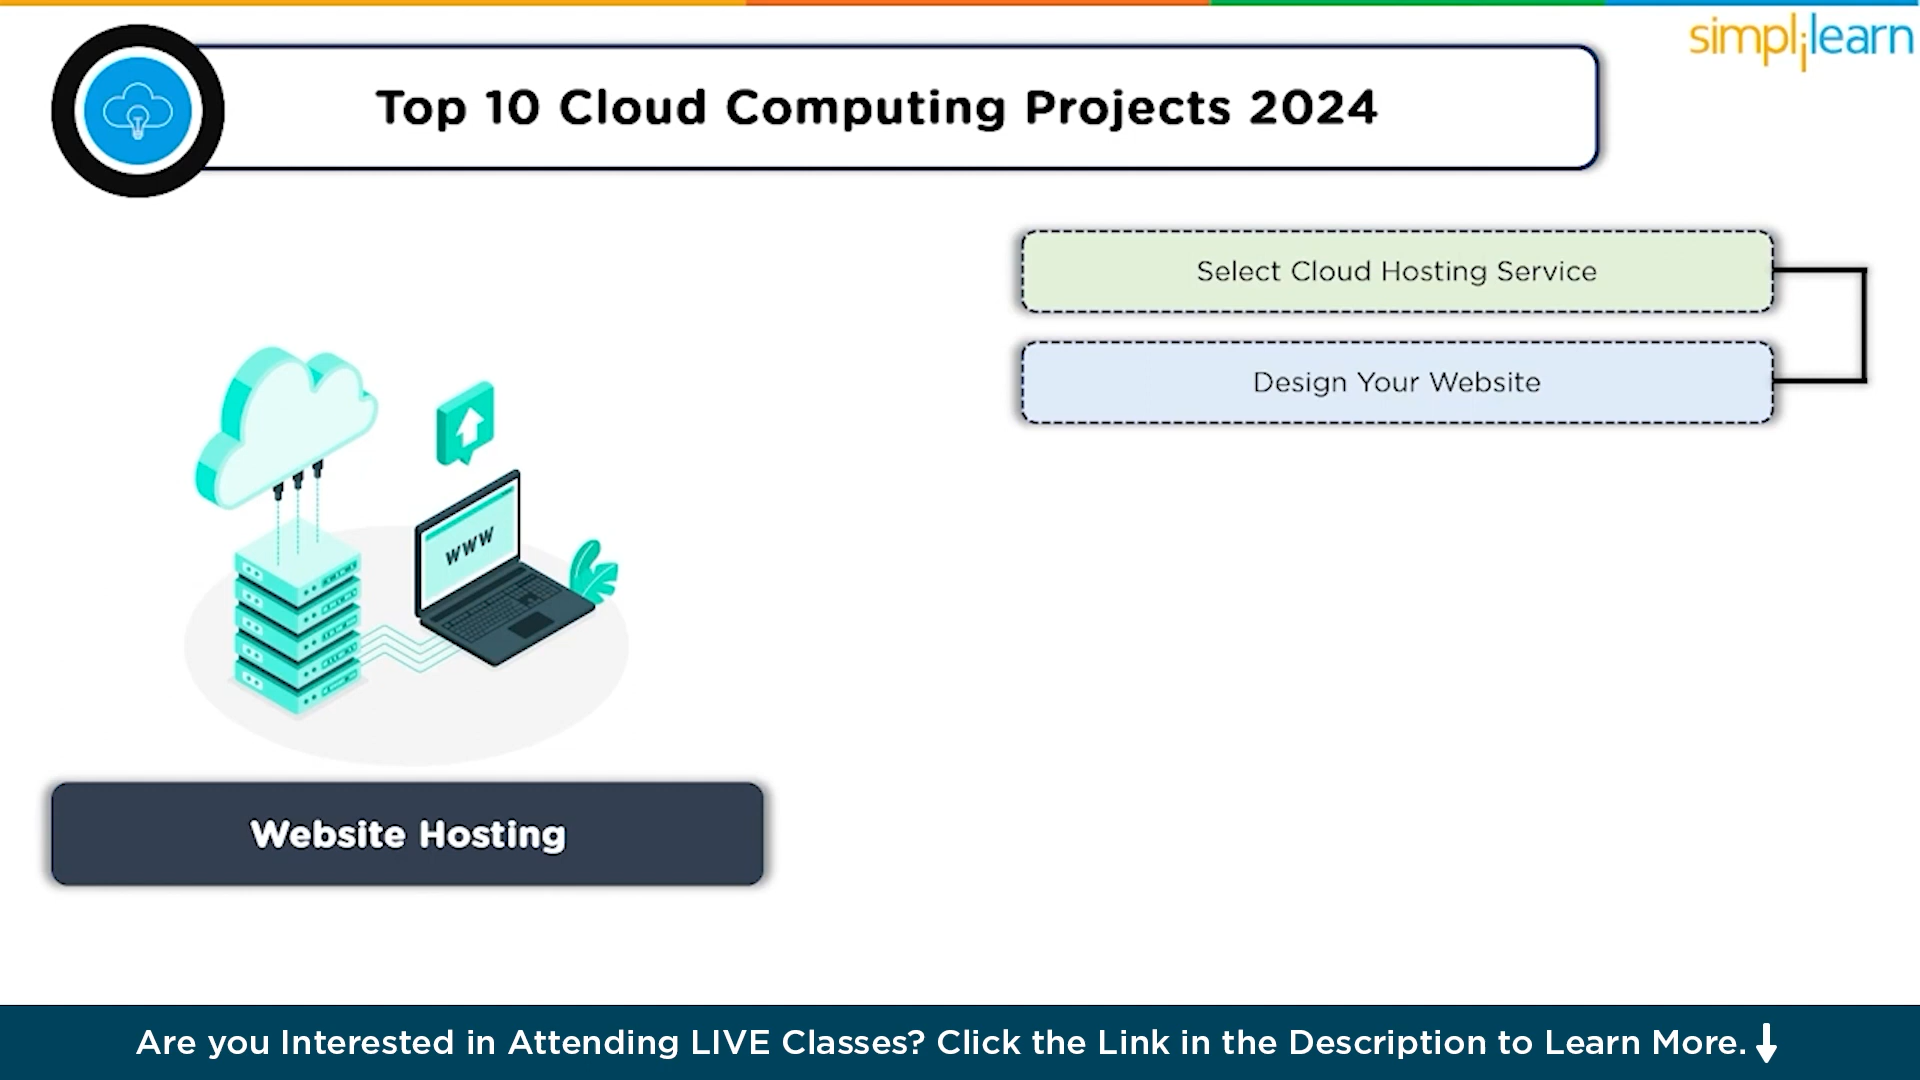 simplilearn
Top 10 Cloud Computing Projects 2024
Select Cloud Hosting Service
Design Your Website
WWW
Website Hosting
Are you Interested in Attending LIVE Classes? Click the Link in the Description to Learn More.